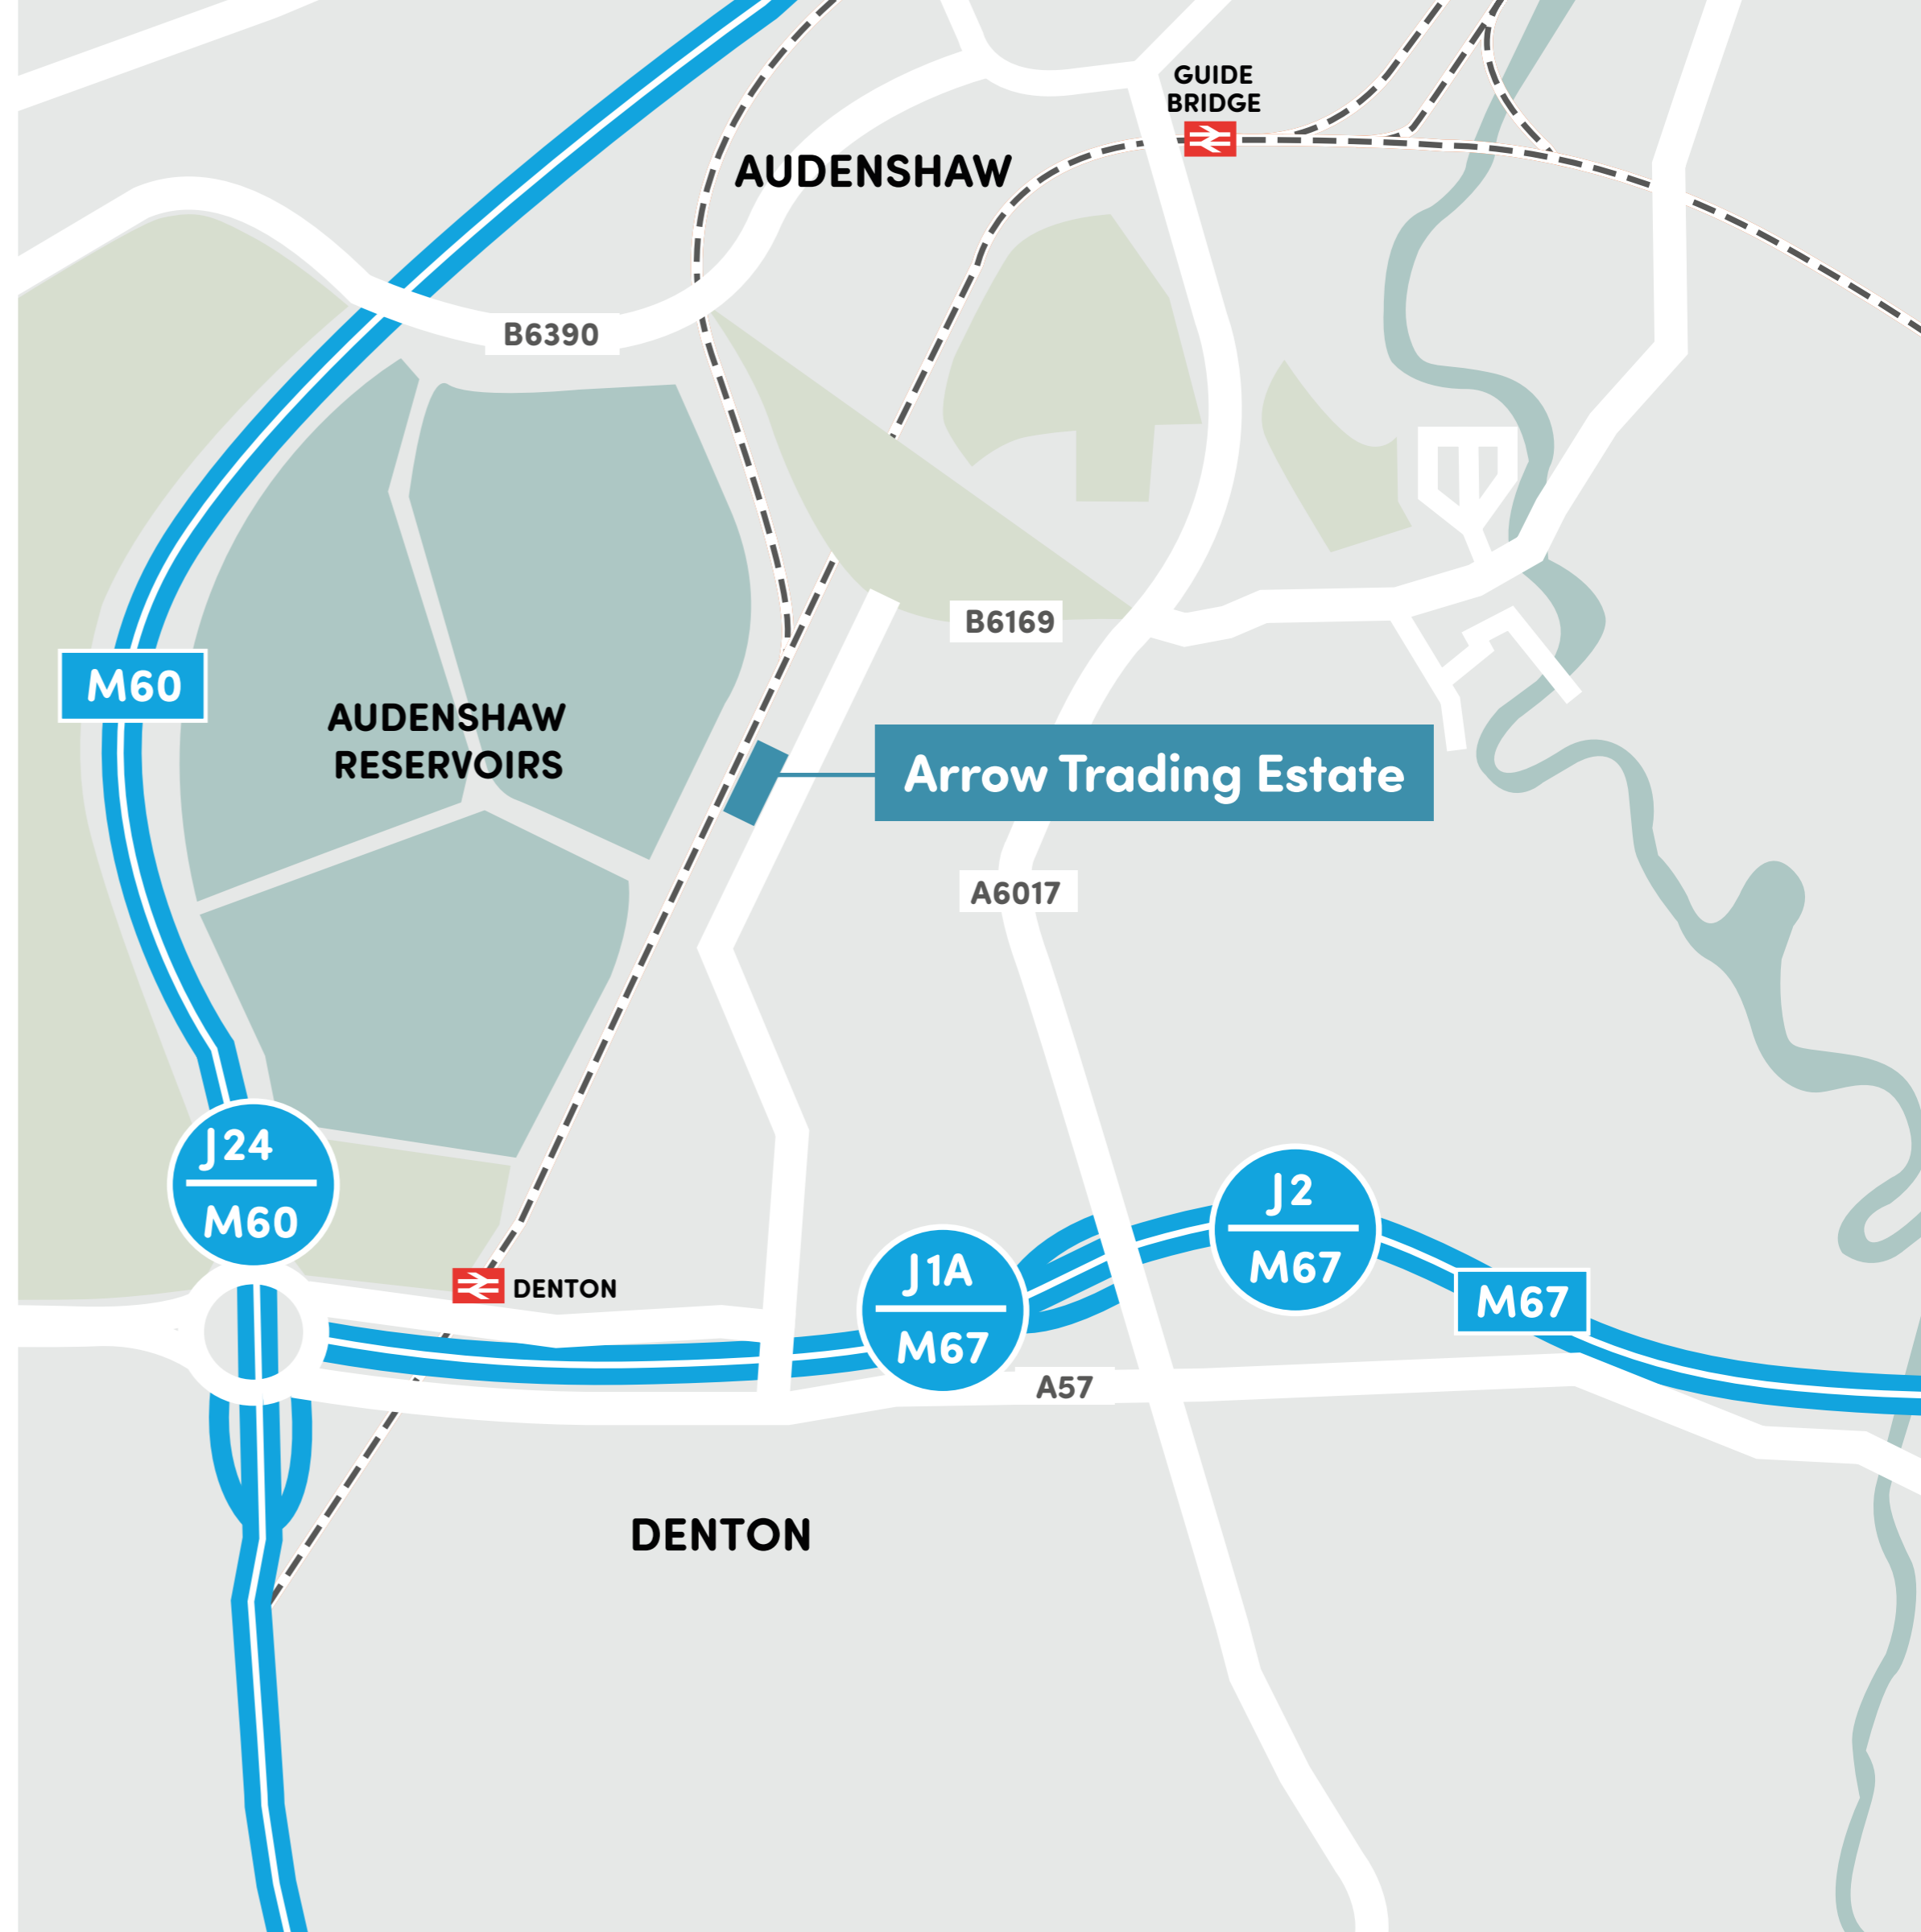 GUIDE
BRIDGE
AUDENSHAW
B6390
B6169
M60
AUDENSHAW
RESERVOIRS
Arrow Trading Estate
A6017
J24
M60
J2
M67
J1A
M67
DENTON
M67
A57
DENTON